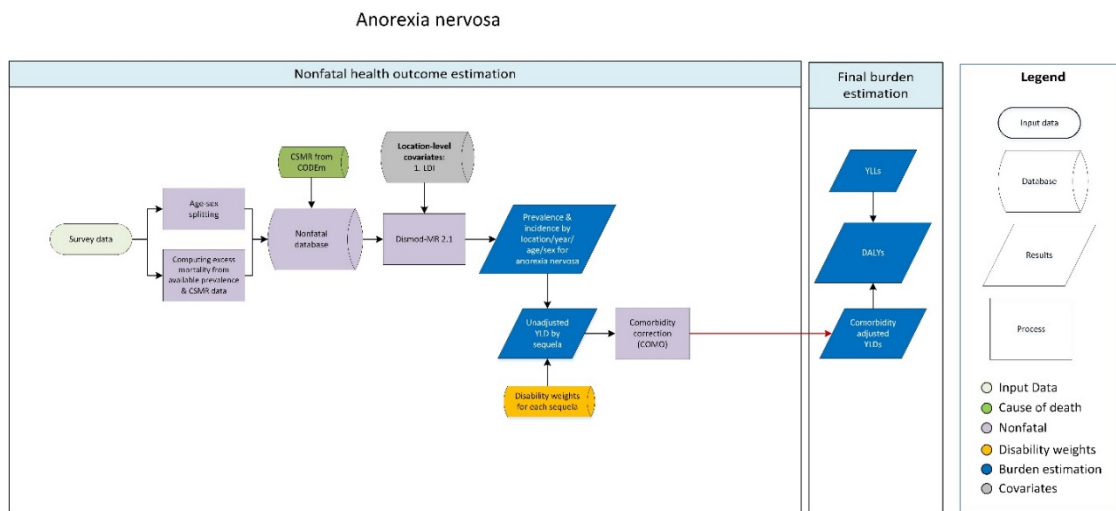 Anorexia nervosa
Nonfatal health outcome estimation
Survey data
Age-sex
splitting
Computing excess
mortality from
available prevalence
& CSMR data
CSMR from
CODEm
Nonfatal
database
Location-level
covariates:
1. LDI
Dismod-MR 2.1
Prevalence &
incidence by
location/year/
age/sex for
anorexia nervosa
Unadjusted
YLD by
sequela
Disability weights
for each sequela
Comorbidity
correction
(COMO)
Final burden
estimation
YLLs
DALYs
Comorbidity
adjusted
YLDs
Legend
Input data
Database
Results
Process
Input Data
Cause of death
Nonfatal
Disability weights
Burden estimation
Covariates